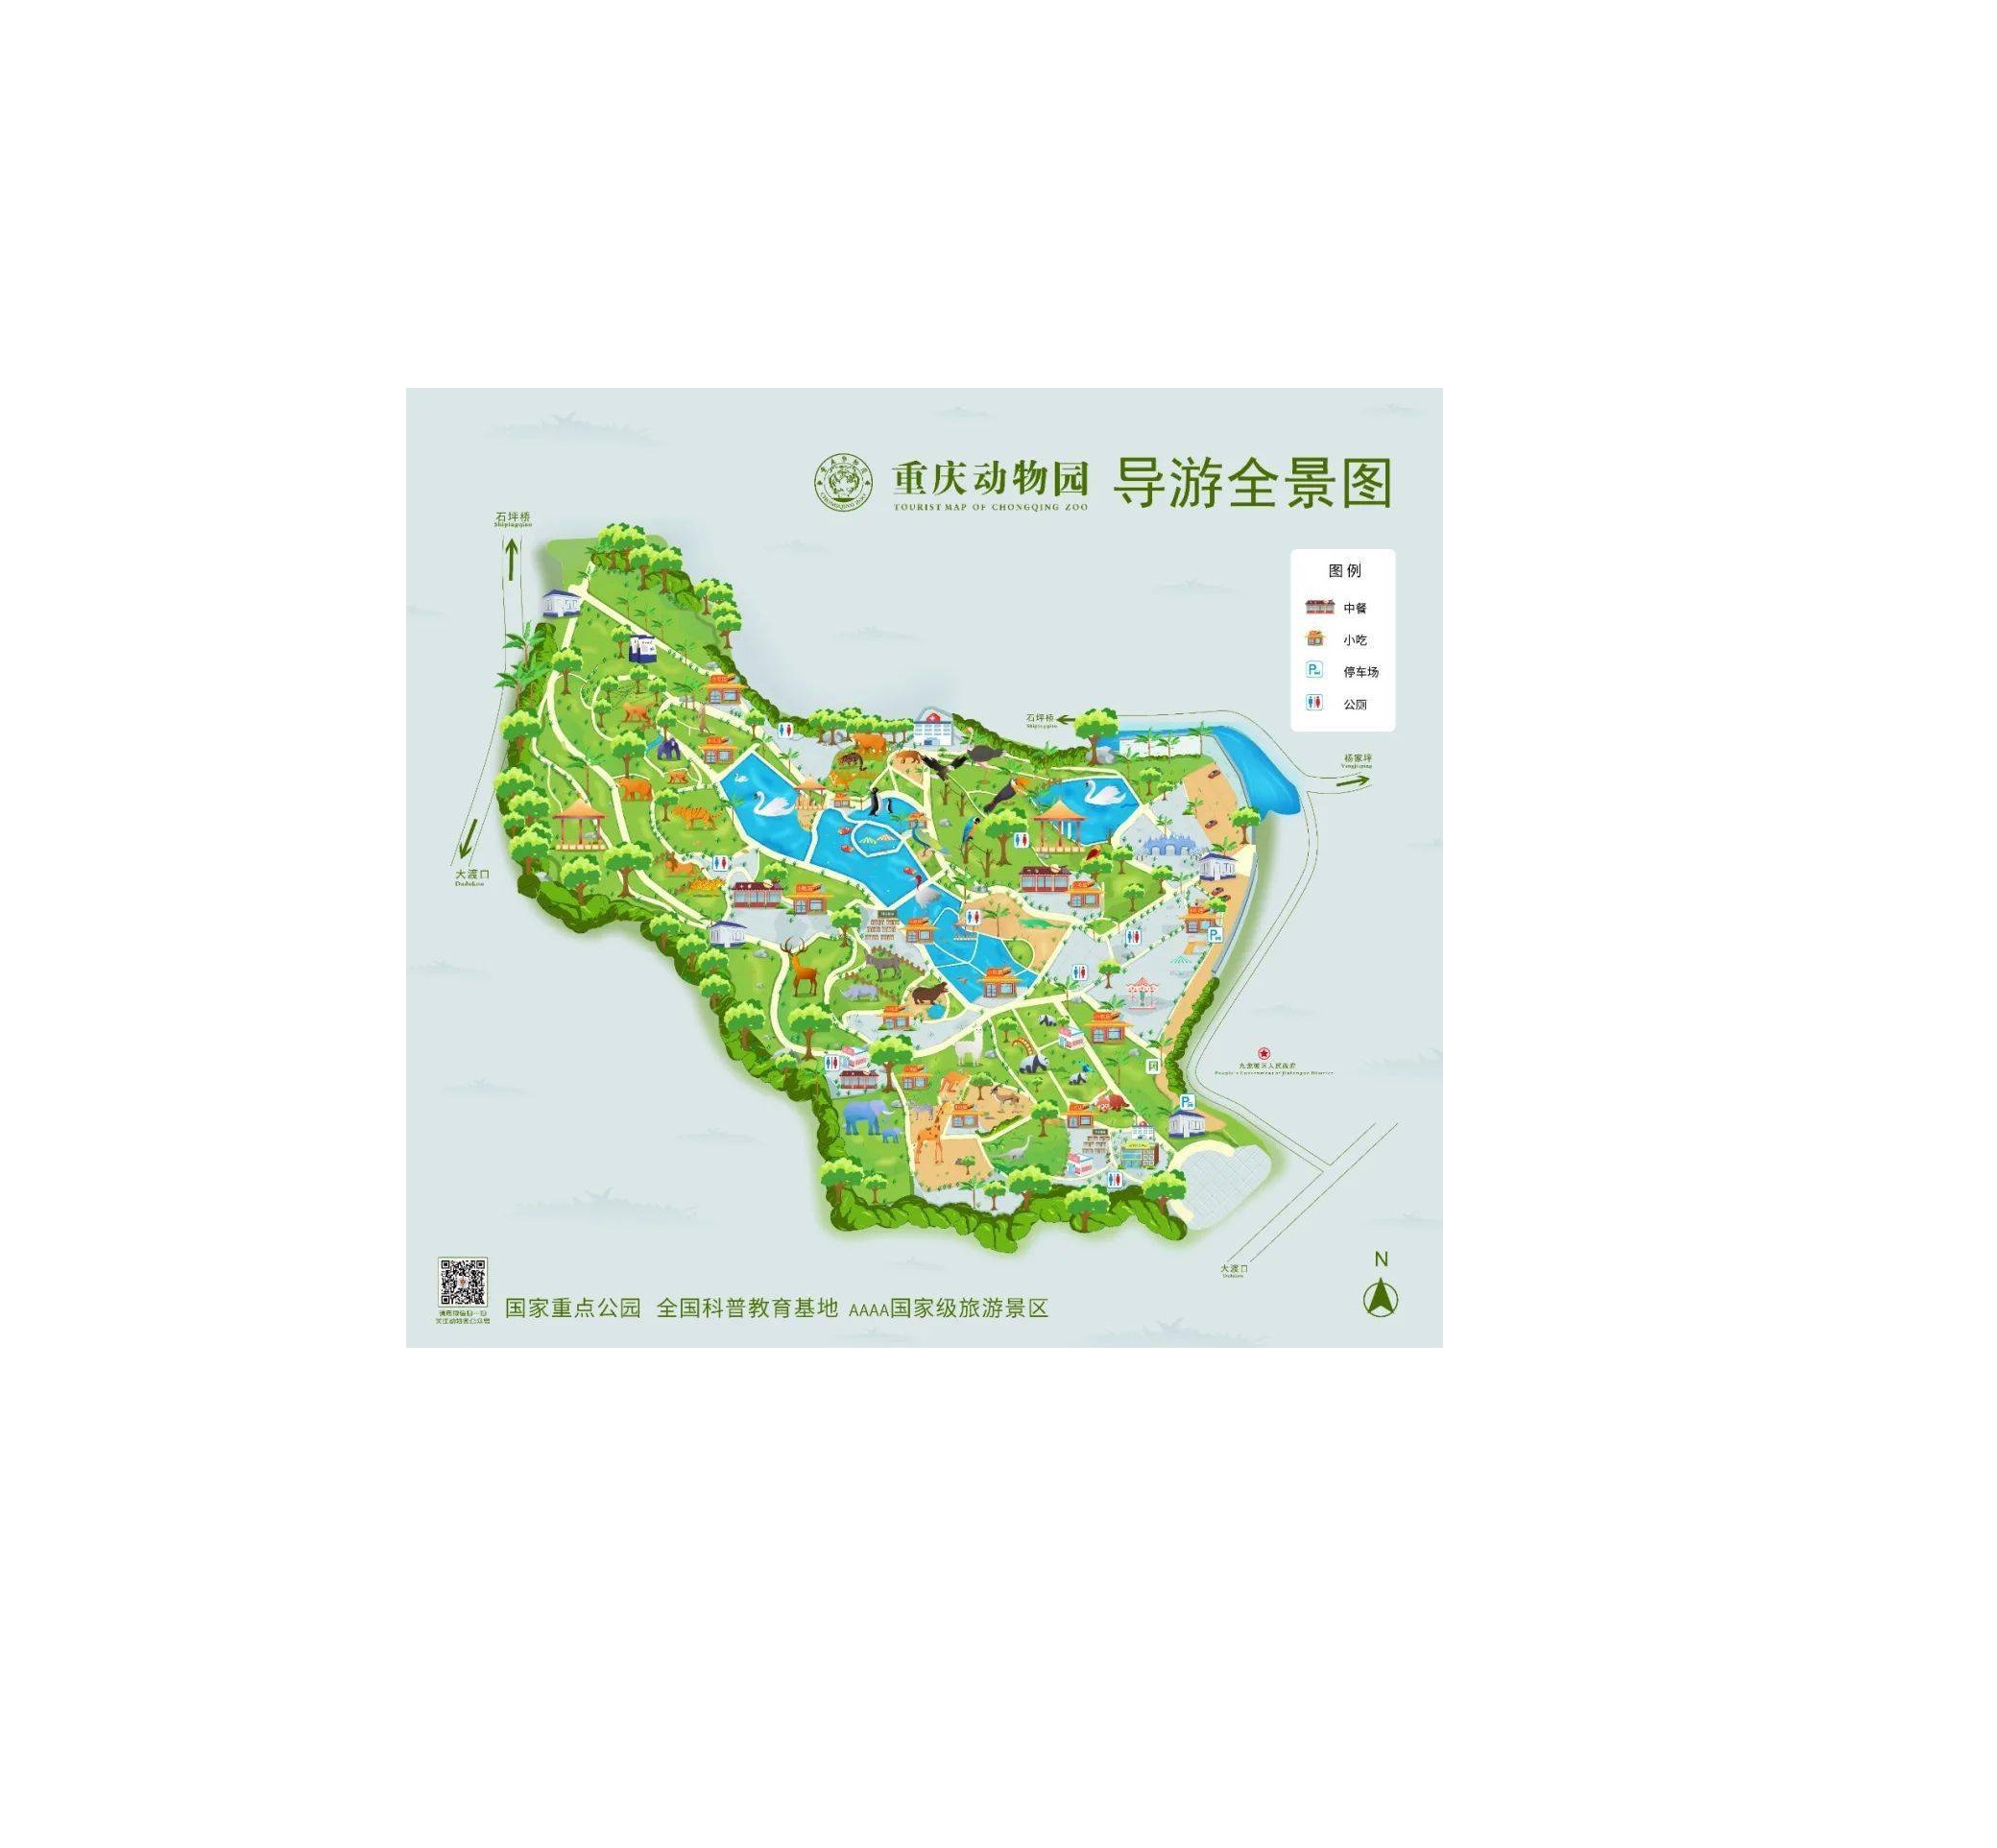 重庆动物园 导游全景图
TOURIST MAP OF CHONGQING ZOO
石坪桥
Shipingqiao
图例
中餐
小吃
停车场
公厕
石坪桥
Shipingqiao
杨家坪
Yangjiaping
大渡口
Dadukou
九龙坡区人民政府
People's Government of Jiulongpo District
大渡口
Dadukou
N
国家重点公园 全国科普教育基地 AAAA国家级旅游景区